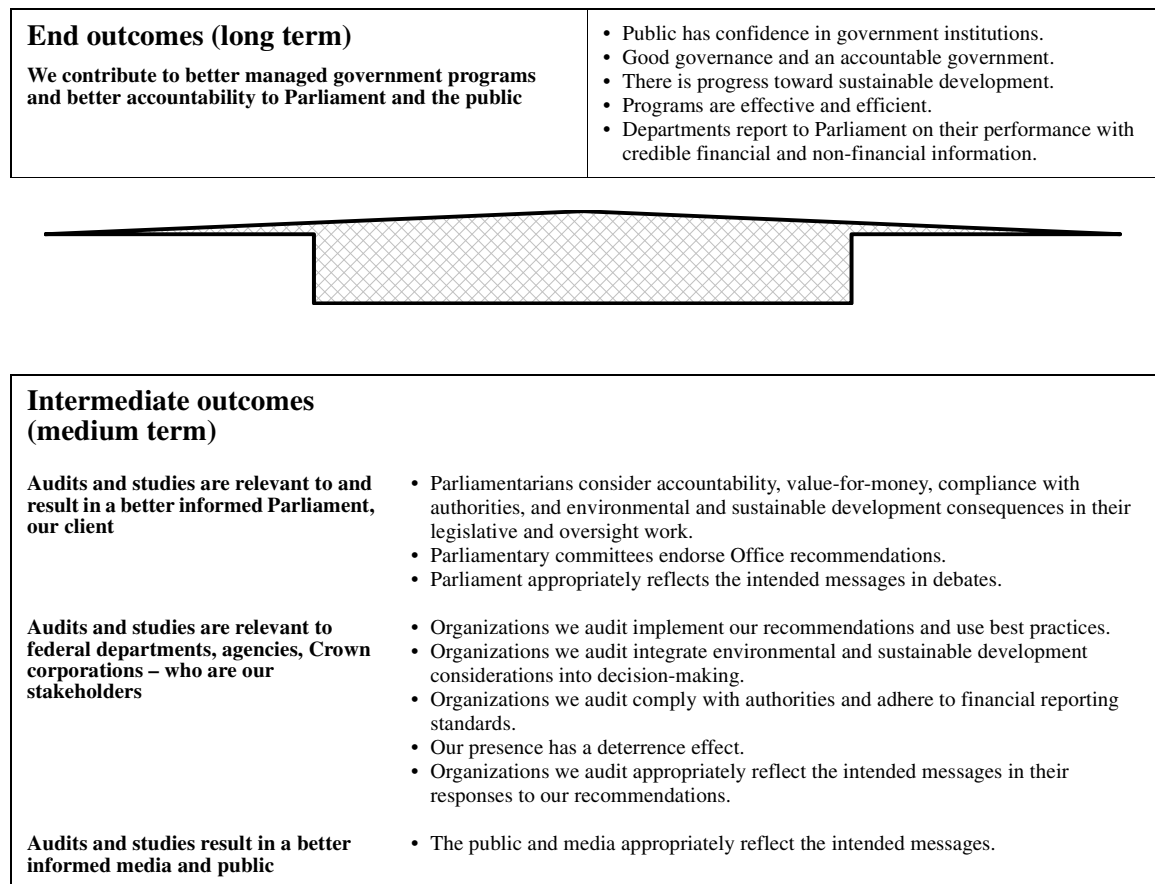 End outcomes (long term)
We contribute to better managed government programs
and better accountability to Parliament and the public
• Public has confidence in government institutions.
• Good governance and an accountable government.
• There is progress toward sustainable development.
• Programs are effective and efficient.
• Departments report to Parliament on their performance with
credible financial and non-financial information.
Intermediate outcomes
(medium term)
Audits and studies are relevant to and
result in a better informed Parliament,
our client
• Parliamentarians consider accountability, value-for-money, compliance with
authorities, and environmental and sustainable development consequences in their
legislative and oversight work.
• Parliamentary committees endorse Office recommendations.
• Parliament appropriately reflects the intended messages in debates.
Audits and studies are relevant to
federal departments, agencies, Crown
corporations – who are our
stakeholders
• Organizations we audit implement our recommendations and use best practices.
• Organizations we audit integrate environmental and sustainable development
considerations into decision-making.
• Organizations we audit comply with authorities and adhere to financial reporting
standards.
• Our presence has a deterrence effect.
• Organizations we audit appropriately reflect the intended messages in their
responses to our recommendations.
Audits and studies result in a better
informed media and public
• The public and media appropriately reflect the intended messages.